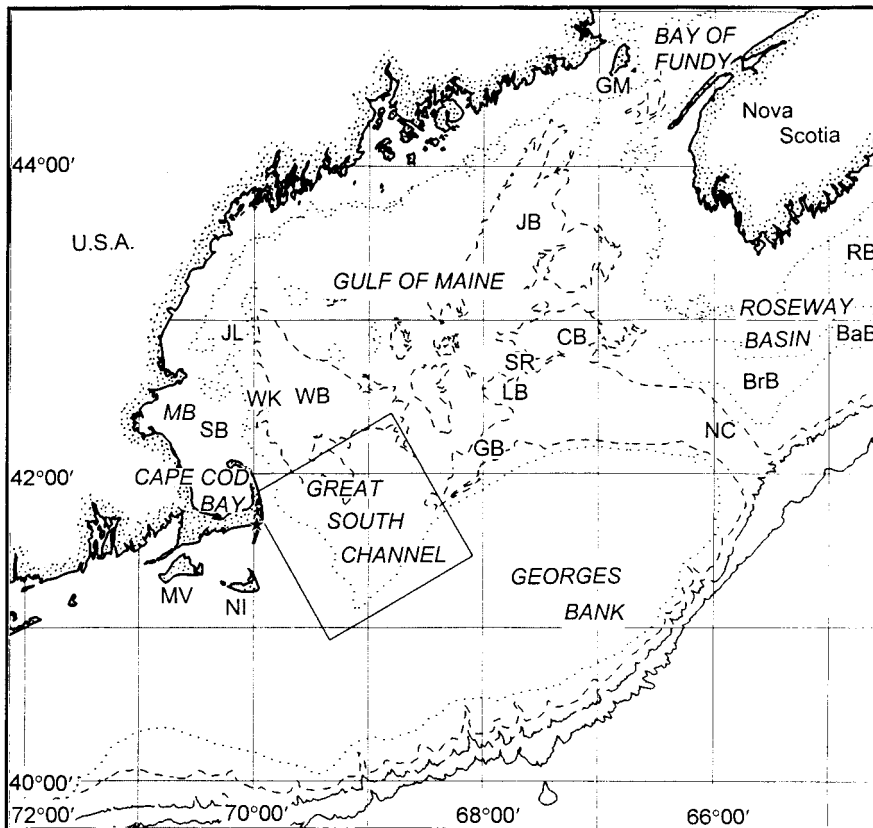 BAY OF
FUNDY
GM
Nova
Scotia
44°00'
U.S.A.
JB
RB
GULF OF MAINE
ROSEWAY
BASIN
JL
CB
BaB
SR
WK
WB
LB
BrB
MB
SB
NC
GB
42°00'
CAPE COD
BAY
GREAT
SOUTH
CHANNEL
MV
NI
GEORGES
BANK
40°00'
72°00'
70°00'
68°00'
66°00'